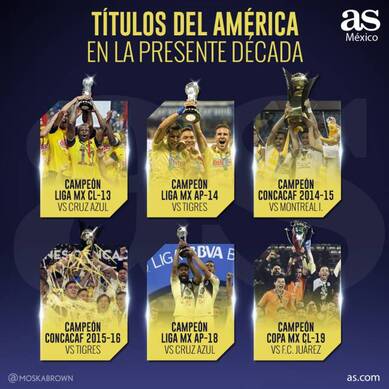 TÍTULOS DEL AMÉRICA
EN LA PRESENTE DÉCADA
as
México
CAMPEÓN
LIGA MX CL-13
VS CRUZ AZUL
CAMPEÓN
LIGA MX AP-14
VS TIGRES
CAMPEÓN
CONCACAF 2014-15
VS MONTREAL I.
CAMPEÓN
CONCACAF 2015-16
VS TIGRES
BBVA
CAMPEÓN
LIGA MX AP-18
VS CRUZ AZUL
CAMPEÓN
COPA MX CL-19
VS F.C. JUÁREZ
@MOSKABROWN
as.com